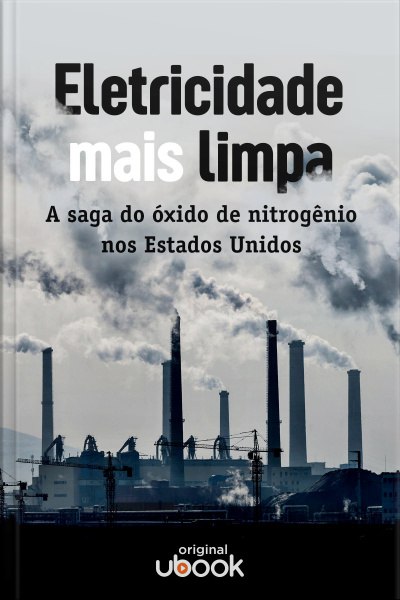 Eletricidade
mais limpa
A saga do óxido de nitrogênio
nos Estados Unidos
original
ubook